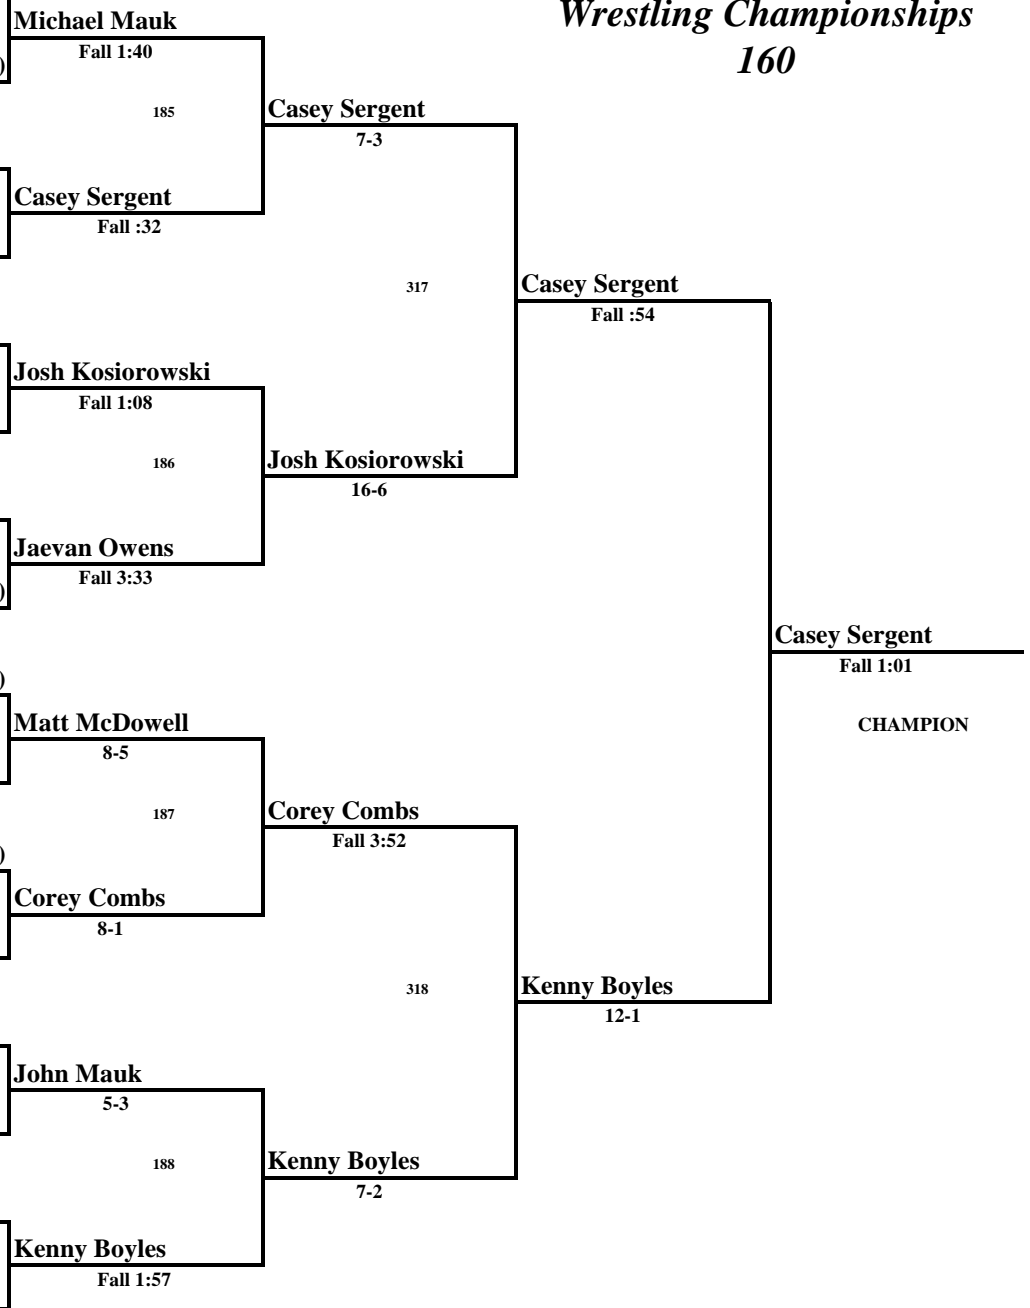 Wrestling Championships
160
Michael Mauk
Fall 1:40
)
185
Casey Sergent
7-3
Casey Sergent
Fall :32
317
Casey Sergent
Fall :54
Josh Kosiorowski
Fall 1:08
186
Josh Kosiorowski
16-6
Jaevan Owens
Fall 3:33
)
Casey Sergent
Fall 1:01
CHAMPION
)
Matt McDowell
8-5
187
Corey Combs
Fall 3:52
)
Corey Combs
8-1
318
Kenny Boyles
12-1
John Mauk
5-3
188
Kenny Boyles
7-2
Kenny Boyles
Fall 1:57